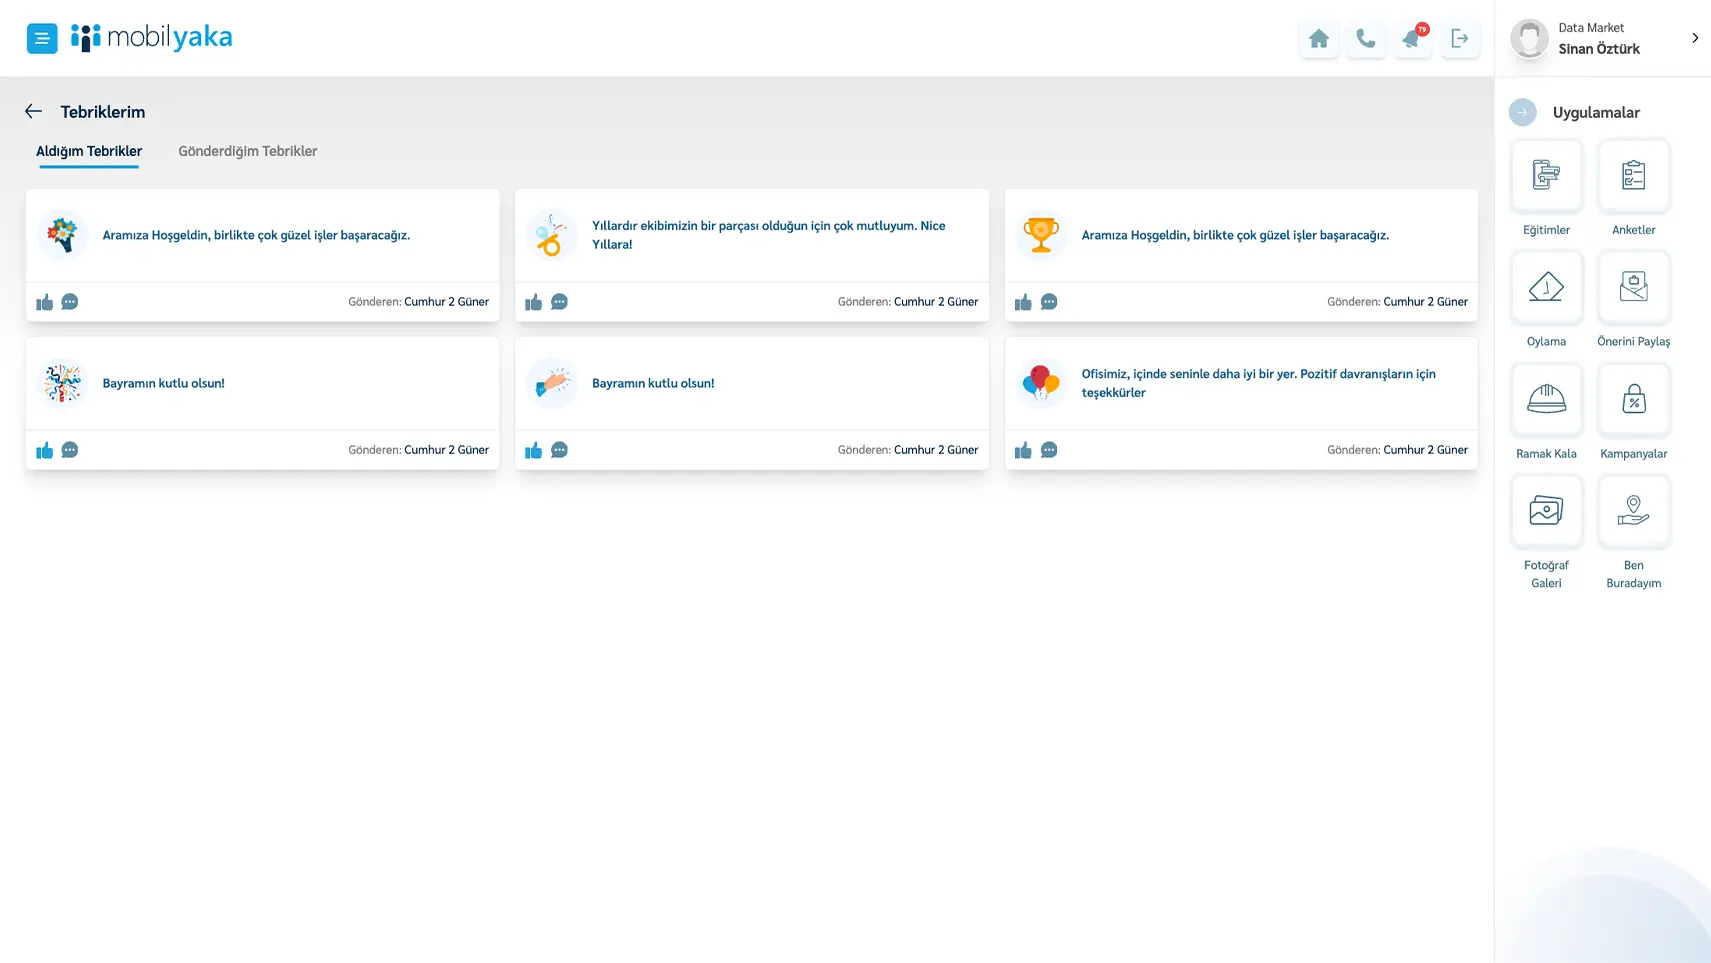 mobilyaka
79
Data Market
Sinan Öztürk
Tebriklerim
Aldığım Tebrikler
Gönderdiğim Tebrikler
Aramıza Hoşgeldin, birlikte çok güzel işler başaracağız.
Gönderen: Cumhur 2 Güner
Yıllardır ekibimizin bir parçası olduğun için çok mutluyum. Nice
Yıllara!
Gönderen: Cumhur 2 Güner
Aramıza Hoşgeldin, birlikte çok güzel işler başaracağız.
Gönderen: Cumhur 2 Güner
Bayramın kutlu olsun!
Gönderen: Cumhur 2 Güner
Bayramın kutlu olsun!
Gönderen: Cumhur 2 Güner
Ofisimiz, içinde seninle daha iyi bir yer. Pozitif davranışların için
teşekkürler
Gönderen: Cumhur 2 Güner
Uygulamalar
Eğitimler
Anketler
Oylama
Önerini Paylaş
Ramak Kala
Kampanyalar
Fotoğraf
Galeri
Ben
Buradayım